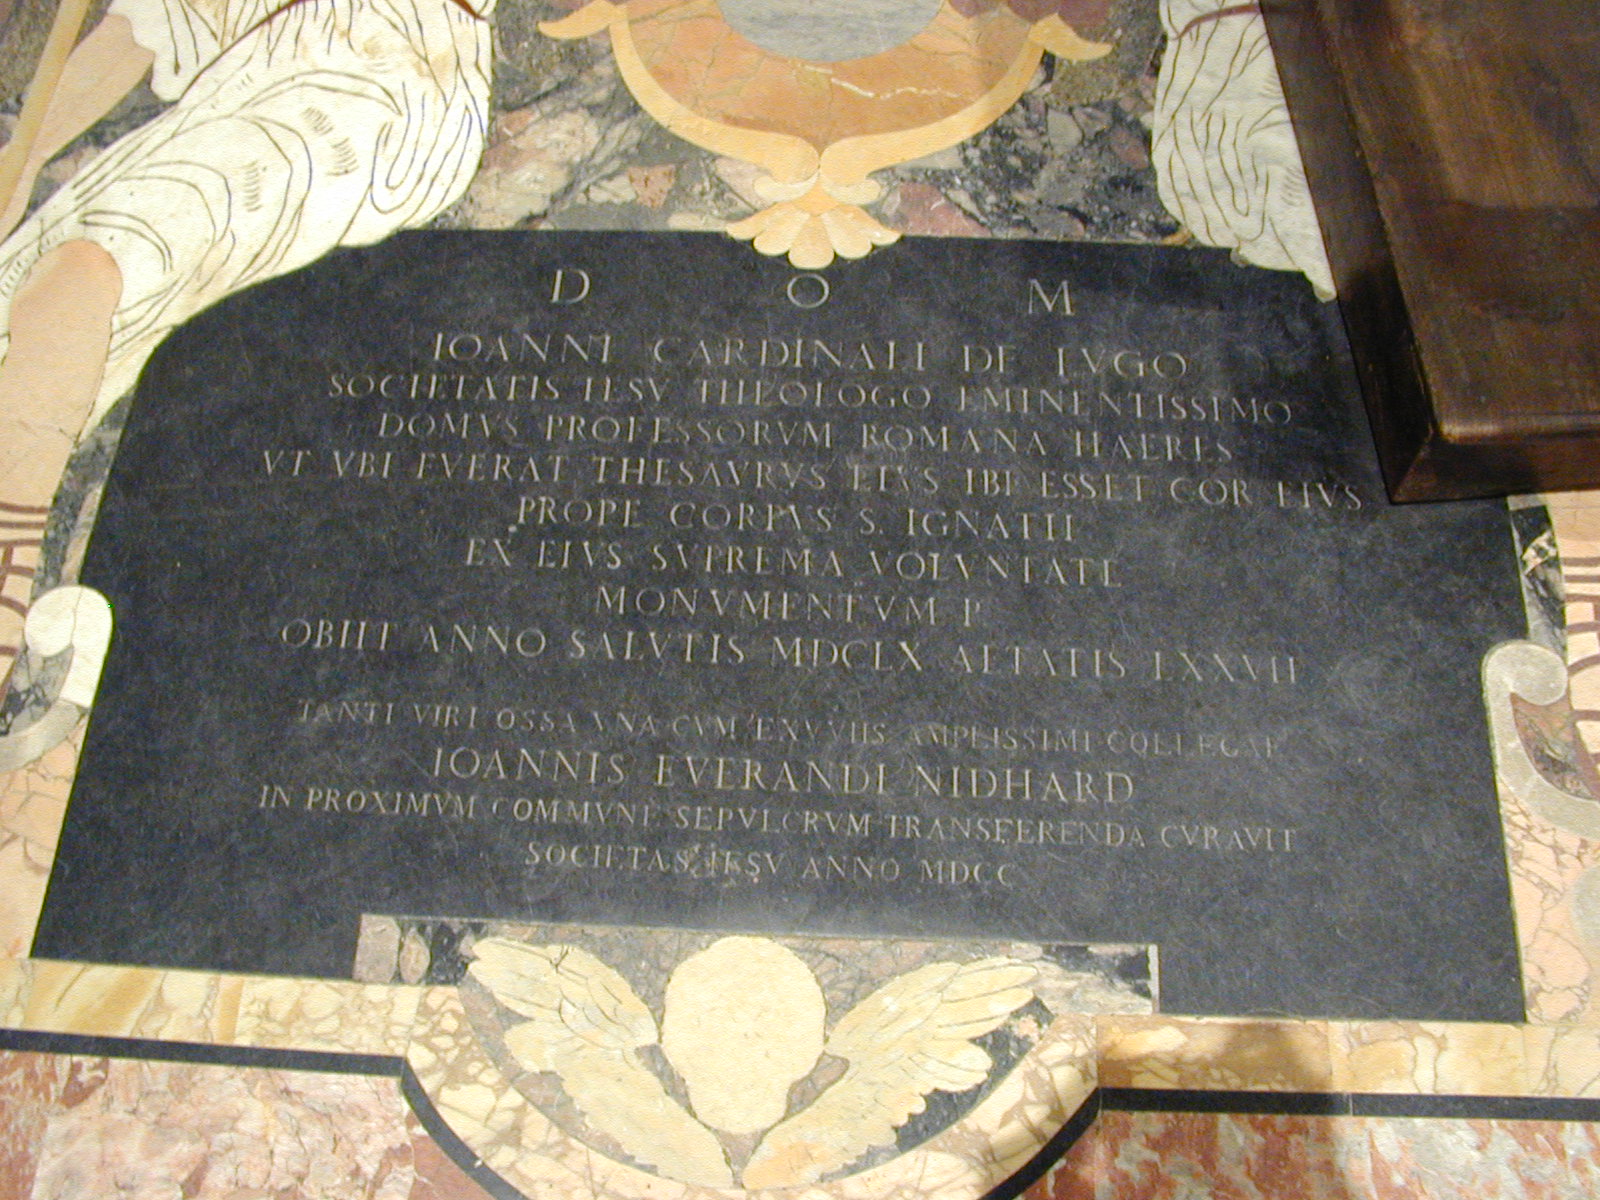 D O M
IOANNI CARDINALI DE LVGO
SOCIETATIS IESV THEOLOGO EMINENTISSIMO
DOMVS PROFESSORVM ROMANA HAERES
VT VBI FVERAT THESAVRVS EIVS IBI ESSET COR EIVS
PROPE CORPVS S. IGNATII
EX EIVS SVPREMA VOLVNTATE
MONVMENTVM P
OBIIT ANNO SALVTIS MDCLX AETATIS LXXVII
TANTI VIRI OSSA VNA CVM EXVVIIS AMPLISSIMI COLLEGAE
IOANNIS EVERANDI NIDHARD
IN PROXIMVM COMMVNE SEPVLCRVM TRANSFERENDA CVRAVIT
SOCIETAS IESV ANNO MDCC